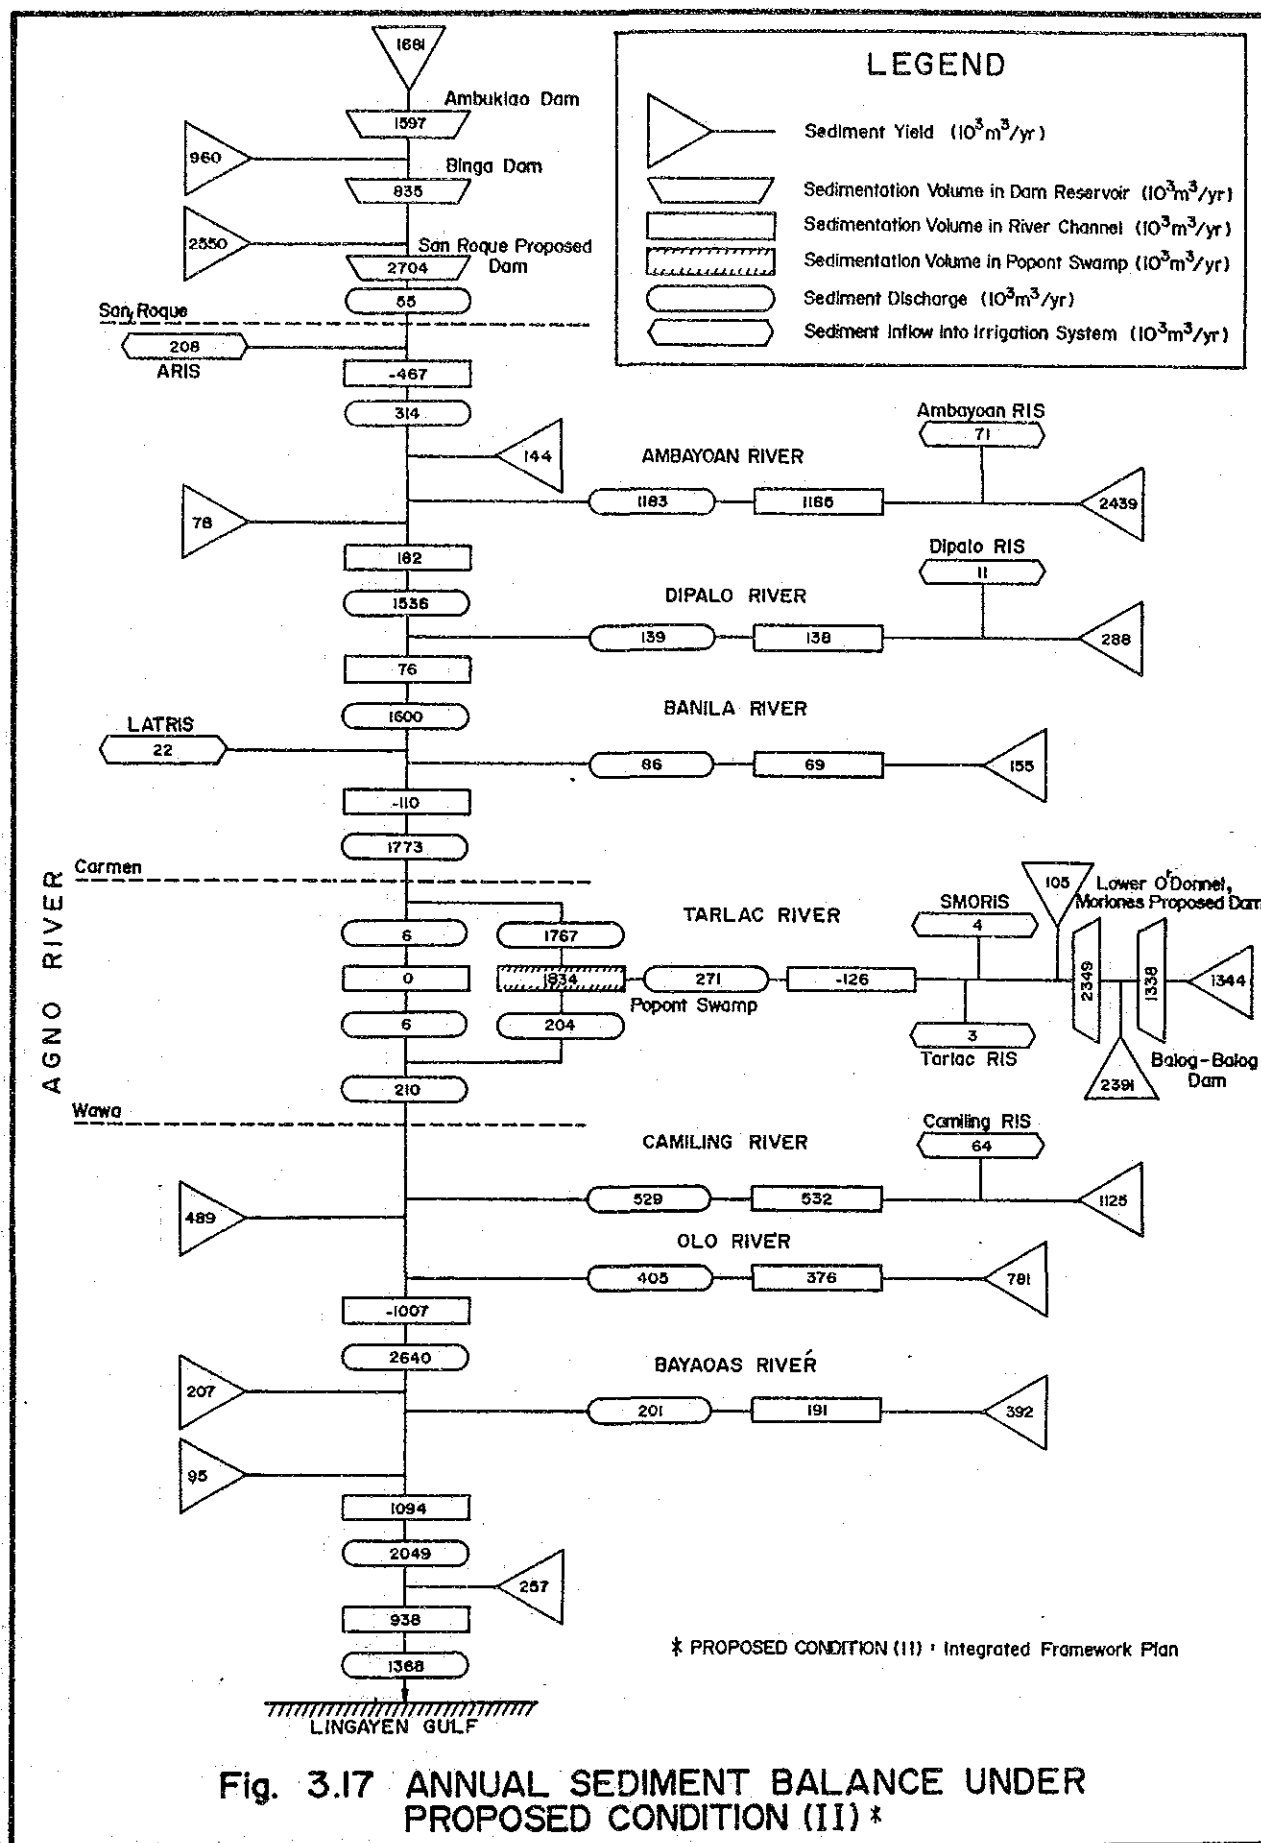 1681
LEGEND
Ambuklao Dam
1597
Sediment Yield (10³m³/yr)
960
Binga Dam
835
Sedimentation Volume in Dam Reservoir (10³m³/yr)
Sedimentation Volume in River Channel (10³m³/yr)
2550
San Roque Proposed
Dam
2704
Sedimentation Volume in Popont Swamp (10³m³/yr)
55
Sediment Discharge (10³m³/yr)
San Roque
Sediment Inflow Into Irrigation System (10³m³/yr)
208
ARIS
-467
314
Ambayoan RIS
71
144
AMBAYOAN RIVER
1183
1185
2439
78
182
Dipalo RIS
11
1536
DIPALO RIVER
139
138
288
76
1600
BANILA RIVER
LATRIS
22
86
69
155
-110
1773
Carmen
AGNO RIVER
105
Lower O'Donnel,
Moriones Proposed Dam
TARLAC RIVER
SMORIS
4
6
1767
0
1834
271
-126
2349
1338
1344
Popont Swamp
6
204
3
Tarlac RIS
Balog-Balog
Dam
2391
210
Wawa
CAMILING RIVER
Camiling RIS
64
529
532
1125
489
OLO RIVER
405
376
781
-1007
2640
BAYAOAS RIVER
207
201
191
392
95
1094
2049
257
938
* PROPOSED CONDITION (II) : Integrated Framework Plan
1368
LINGAYEN GULF
Fig. 3.17 ANNUAL SEDIMENT BALANCE UNDER
PROPOSED CONDITION (II) *